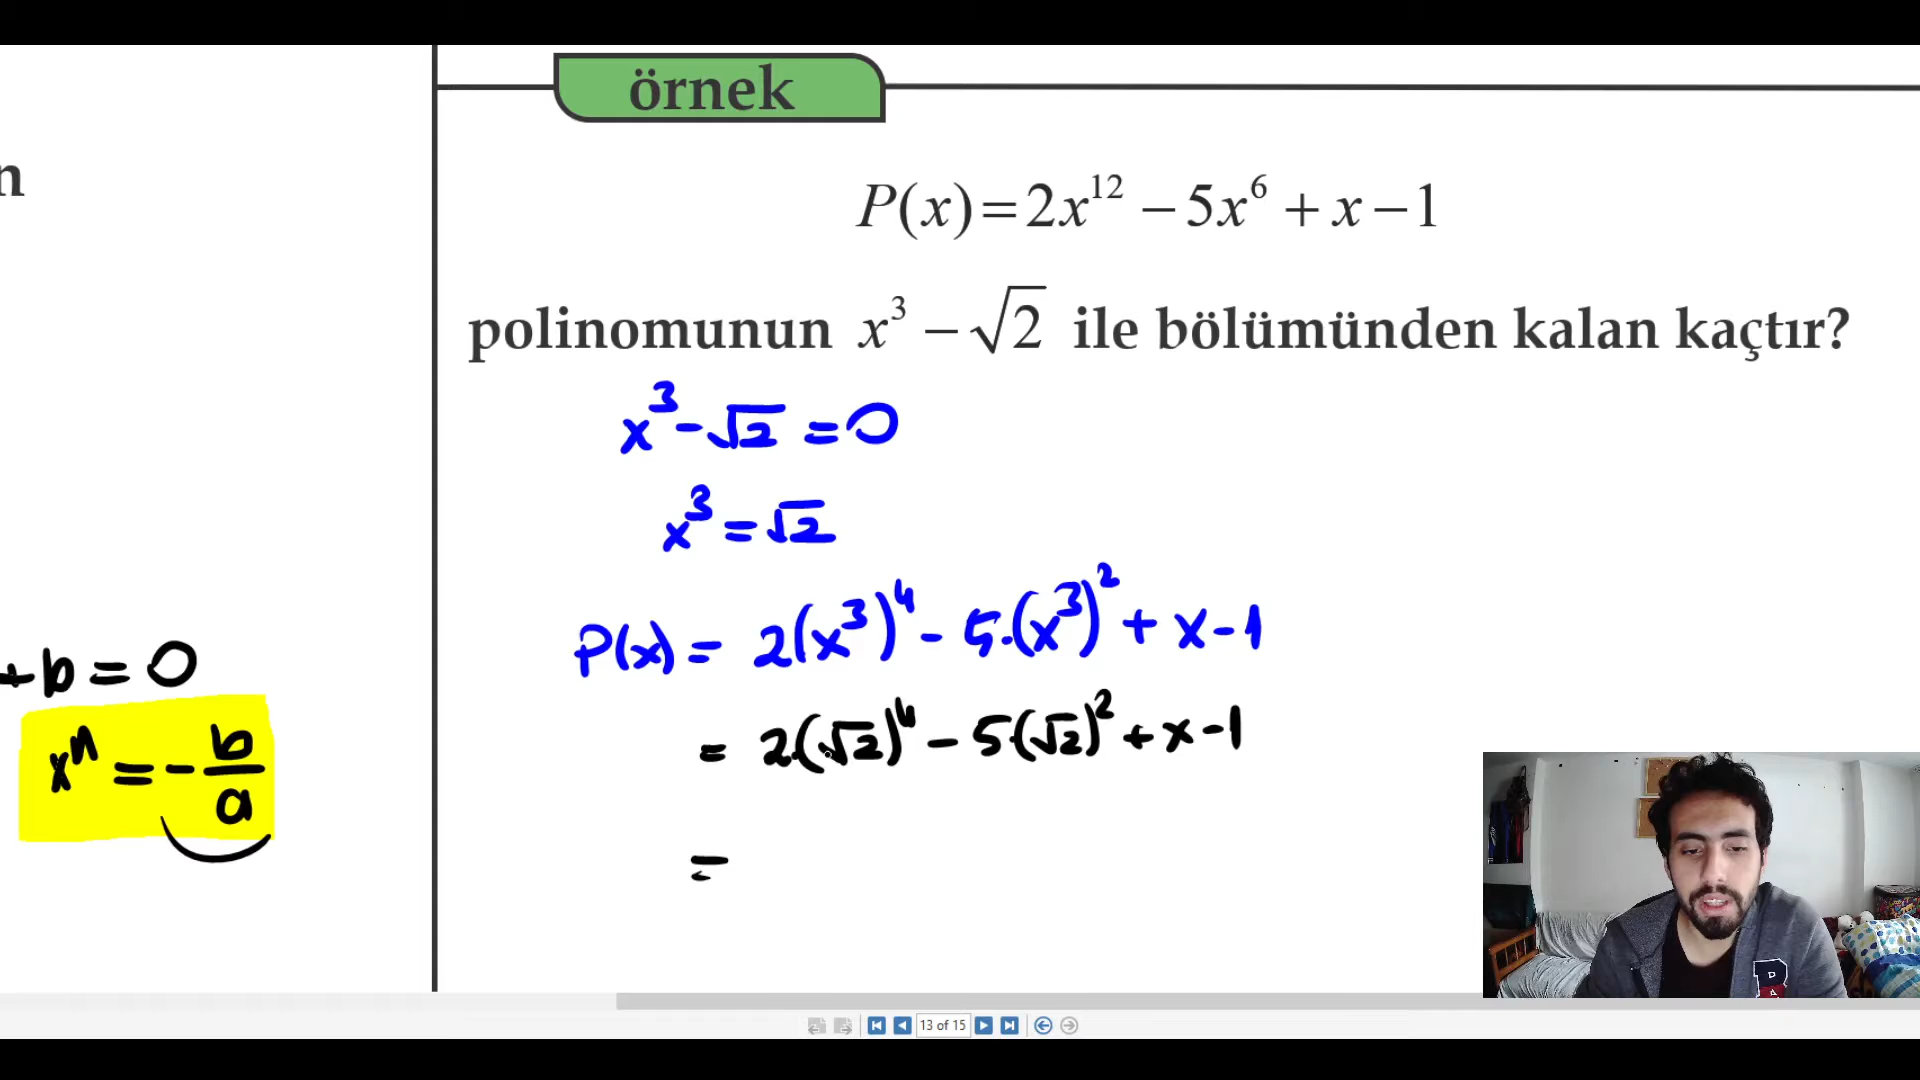 örnek
n
P(x)=2x¹² − 5x⁶ + x − 1
polinomunun x³ − √2 ile bölümünden kalan kaçtır?
x³ - √2 = 0
x³ = √2
P(x) = 2(x³)⁴ - 5.(x³)² + x - 1
+b = 0
= 2.(√2)⁴ - 5.(√2)² + x - 1
xⁿ = - b/a
=
13 of 15